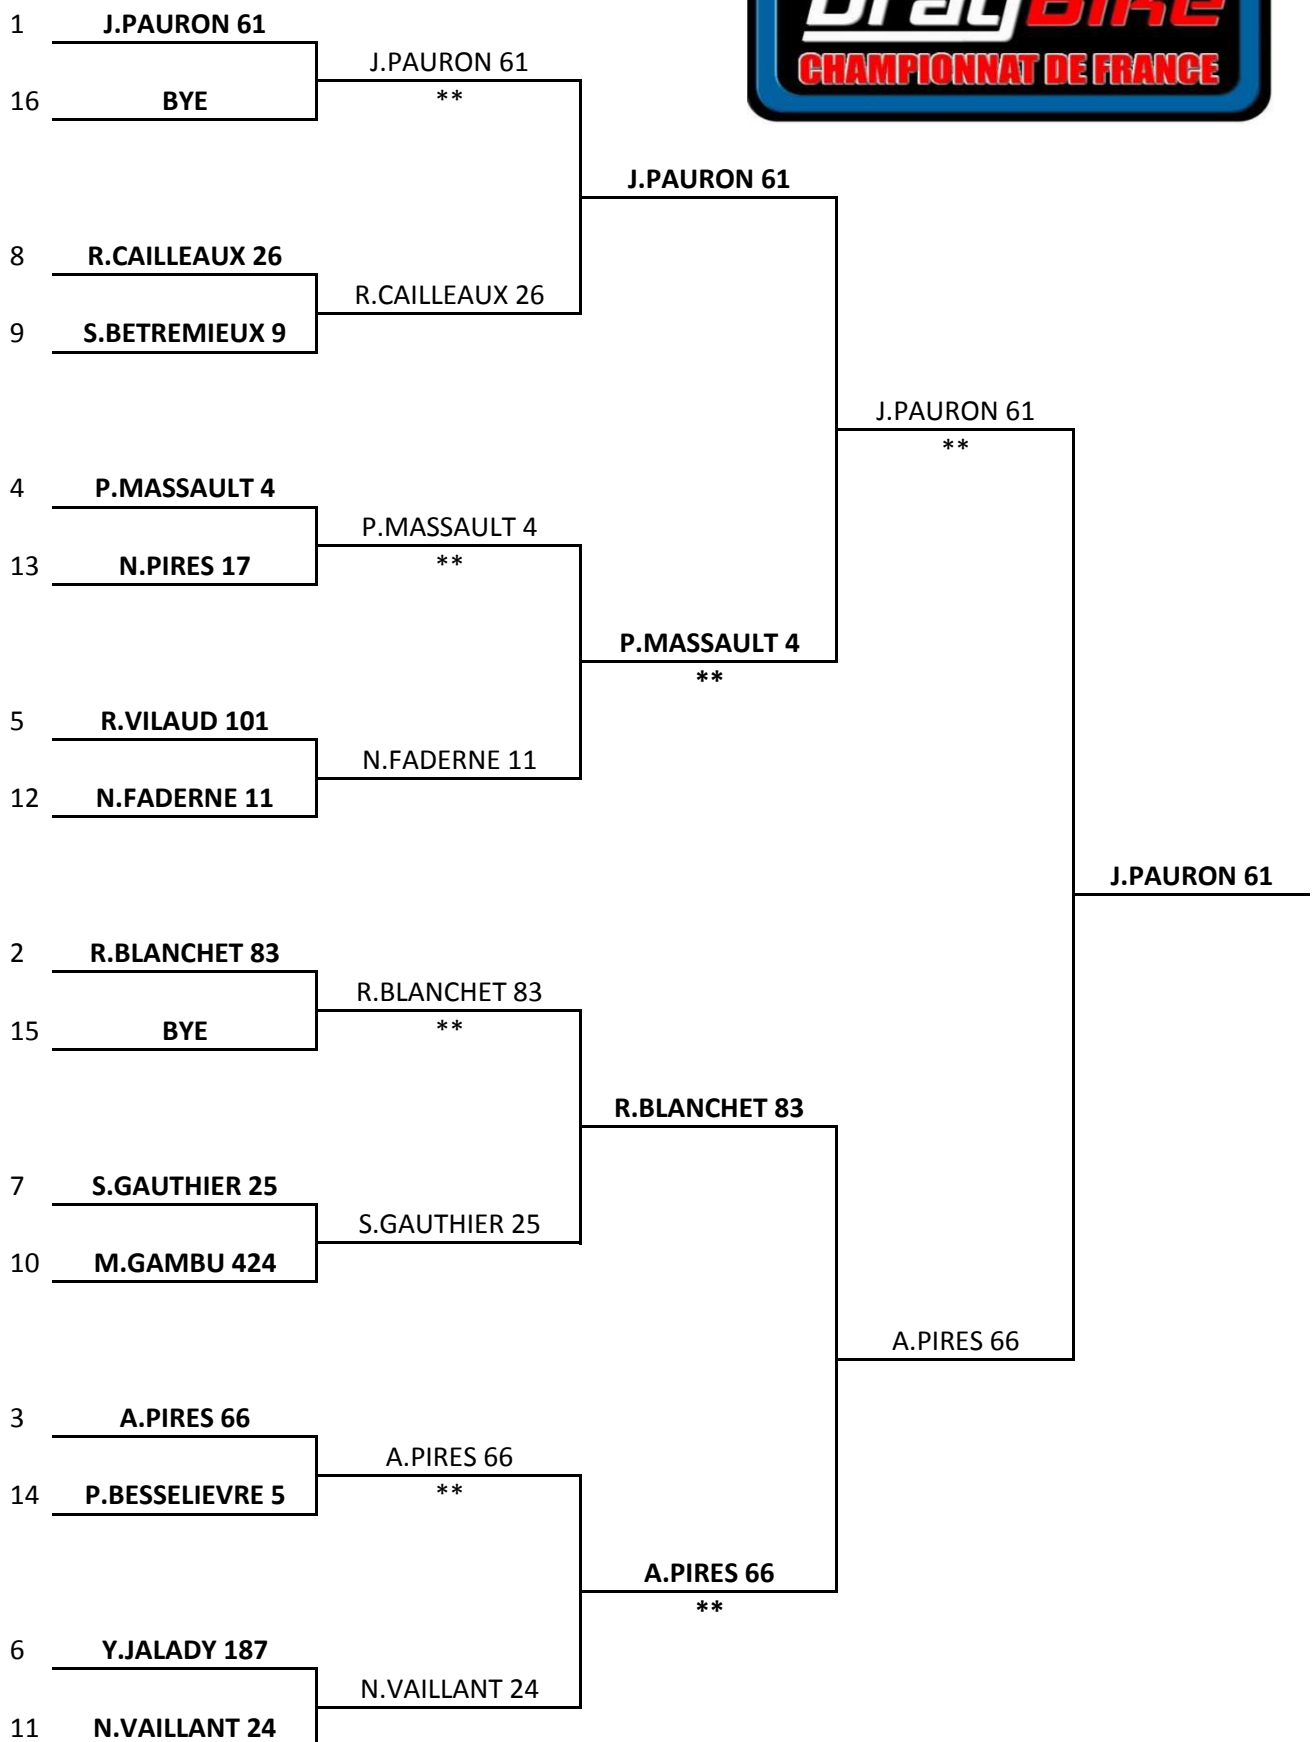 DragBike
CHAMPIONNAT DE FRANCE
1 J.PAURON 61
J.PAURON 61
16 BYE
**
J.PAURON 61
8 R.CAILLEAUX 26
R.CAILLEAUX 26
9 S.BETREMIEUX 9
J.PAURON 61
**
4 P.MASSAULT 4
P.MASSAULT 4
13 N.PIRES 17
**
P.MASSAULT 4
**
5 R.VILAUD 101
N.FADERNE 11
12 N.FADERNE 11
J.PAURON 61
2 R.BLANCHET 83
R.BLANCHET 83
15 BYE
**
R.BLANCHET 83
7 S.GAUTHIER 25
S.GAUTHIER 25
10 M.GAMBU 424
A.PIRES 66
3 A.PIRES 66
A.PIRES 66
14 P.BESSELIEVRE 5
**
A.PIRES 66
**
6 Y.JALADY 187
N.VAILLANT 24
11 N.VAILLANT 24